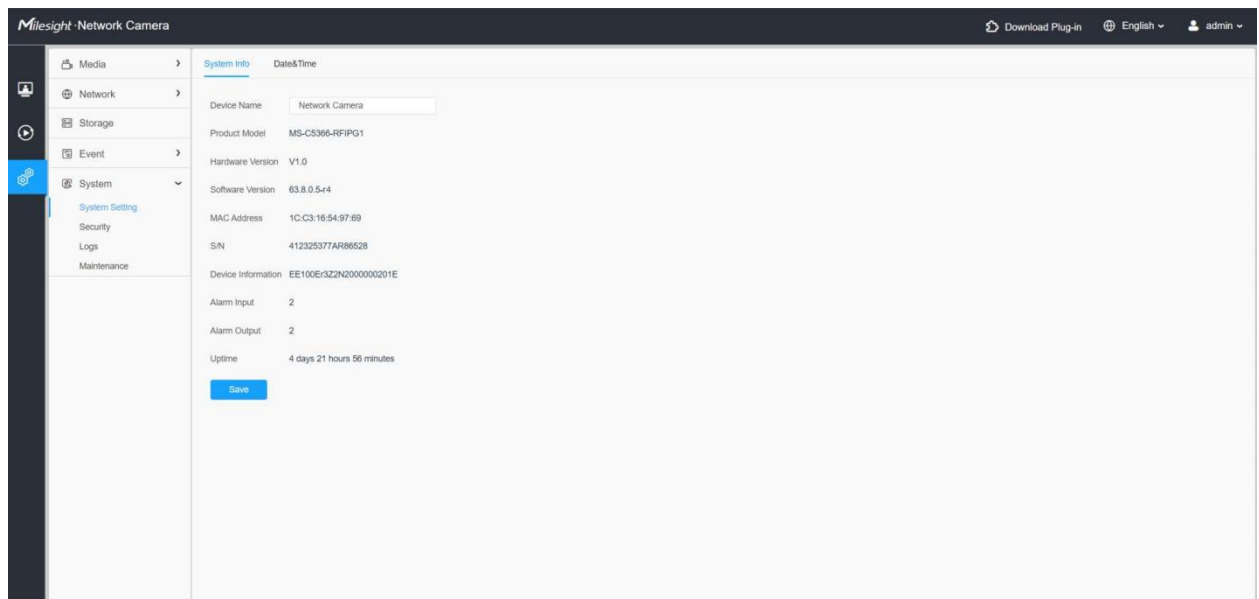 Milesight·Network Camera
Download Plug-in
English
admin
Media
Network
Storage
Event
System
System Setting
Security
Logs
Maintenance
System Info Date&Time
Device Name Network Camera
Product Model MS-C5366-RFIPG1
Hardware Version V1.0
Software Version 63.8.0.5-r4
MAC Address 1C:C3:16:54:97:69
S/N 412325377AR86528
Device Information EE100Er3Z2N2000000201E
Alarm Input 2
Alarm Output 2
Uptime 4 days 21 hours 56 minutes
Save